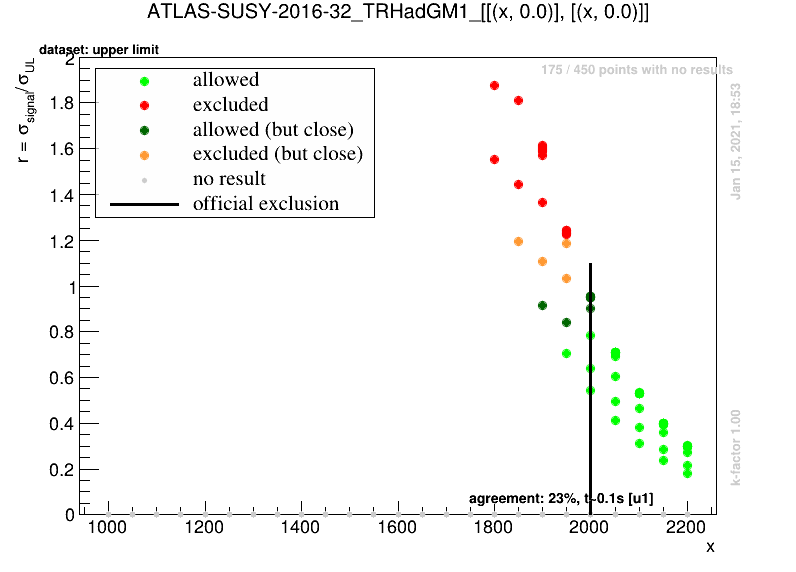 ATLAS-SUSY-2016-32_TRHadGM1_[[(x, 0.0)], [(x, 0.0)]]
dataset: upper limit
175 / 450 points with no results
Jan 15, 2021, 18:53
k-factor 1.00
r = σsignal/σUL
2
1.8
1.6
1.4
1.2
1
0.8
0.6
0.4
0.2
0
allowed
excluded
allowed (but close)
excluded (but close)
no result
official exclusion
agreement: 23%, t~0.1s [u1]
1000 1200 1400 1600 1800 2000 2200
x